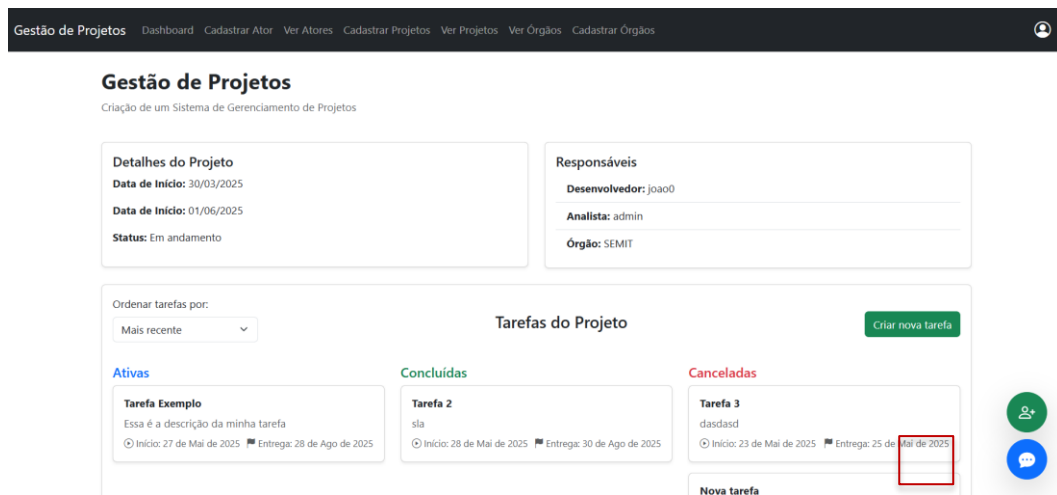 Gestão de Projetos Dashboard Cadastrar Ator Ver Atores Cadastrar Projetos Ver Projetos Ver Órgãos Cadastrar Órgãos
Gestão de Projetos
Criação de um Sistema de Gerenciamento de Projetos
Detalhes do Projeto
Data de Início: 30/03/2025
Data de Início: 01/06/2025
Status: Em andamento
Responsáveis
Desenvolvedor: joao0
Analista: admin
Órgão: SEMIT
Ordenar tarefas por:
Mais recente
Tarefas do Projeto
Criar nova tarefa
Ativas
Tarefa Exemplo
Essa é a descrição da minha tarefa
Início: 27 de Mai de 2025 Entrega: 28 de Ago de 2025
Concluídas
Tarefa 2
sla
Início: 28 de Mai de 2025 Entrega: 30 de Ago de 2025
Canceladas
Tarefa 3
dasdasd
Início: 23 de Mai de 2025 Entrega: 25 de Mai de 2025
Nova tarefa